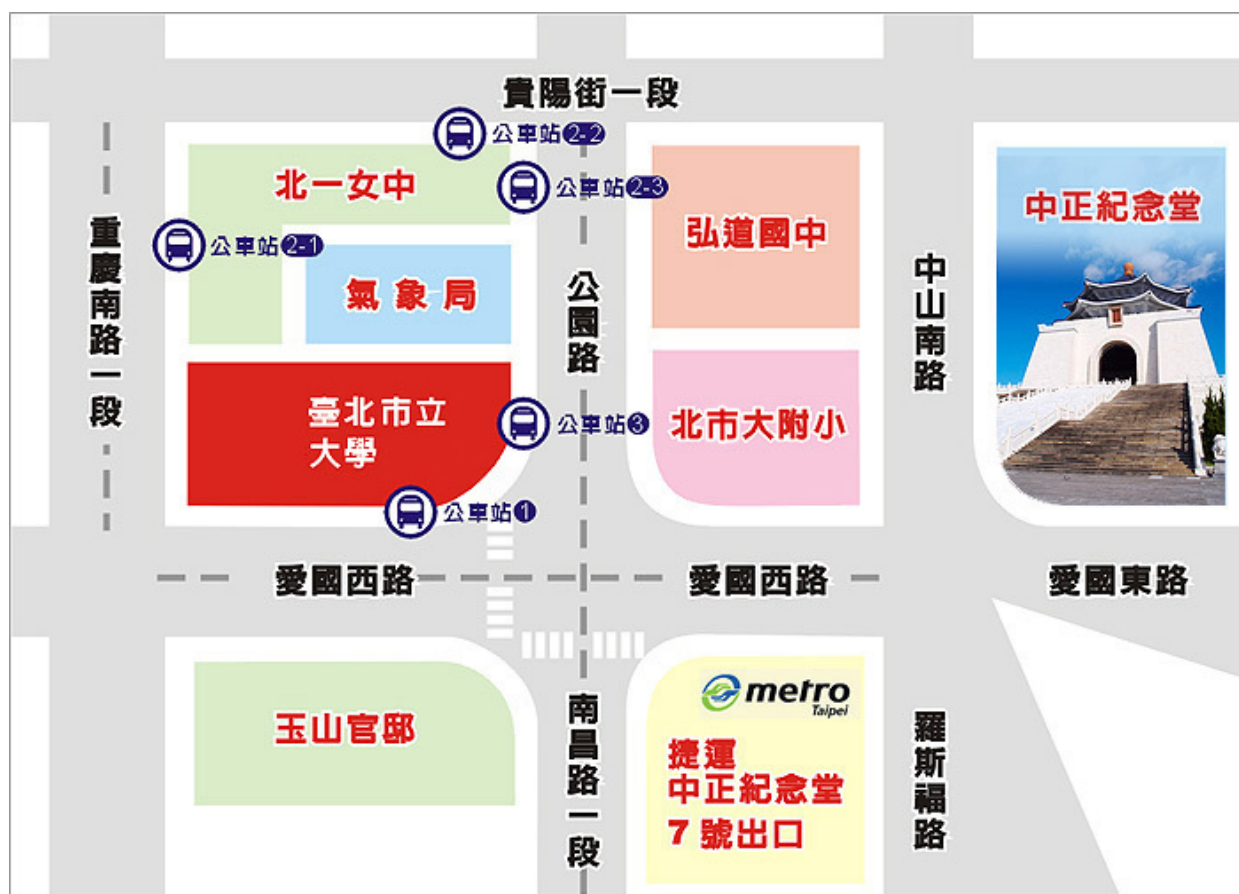 貴陽街一段
公車站2-2
北一女中
公車站2-3
弘道國中
中正紀念堂
重慶南路一段
公車站2-1
氣象局
公園路
中山南路
臺北市立
大學
公車站3
北市大附小
公車站1
愛國西路
愛國西路
愛國東路
玉山官邸
南昌路一段
metro
Taipei
捷運
中正紀念堂
7號出口
羅斯福路